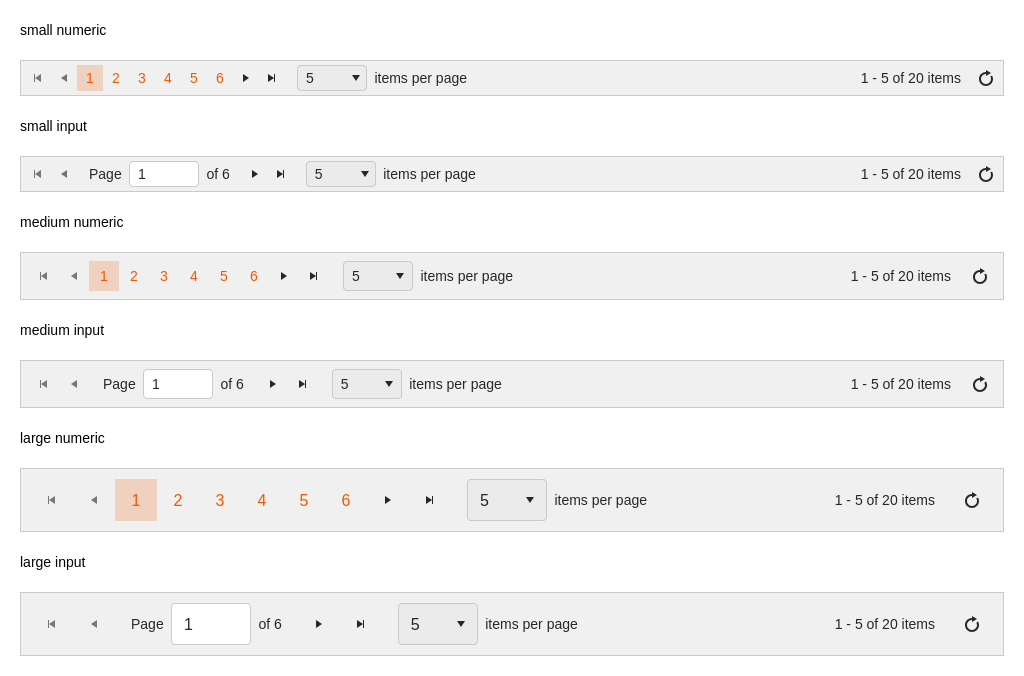 small numeric
1 2 3 4 5 6 5 items per page 1 - 5 of 20 items
small input
Page 1 of 6 5 items per page 1 - 5 of 20 items
medium numeric
1 2 3 4 5 6 5 items per page 1 - 5 of 20 items
medium input
Page 1 of 6 5 items per page 1 - 5 of 20 items
large numeric
1 2 3 4 5 6 5 items per page 1 - 5 of 20 items
large input
Page 1 of 6 5 items per page 1 - 5 of 20 items